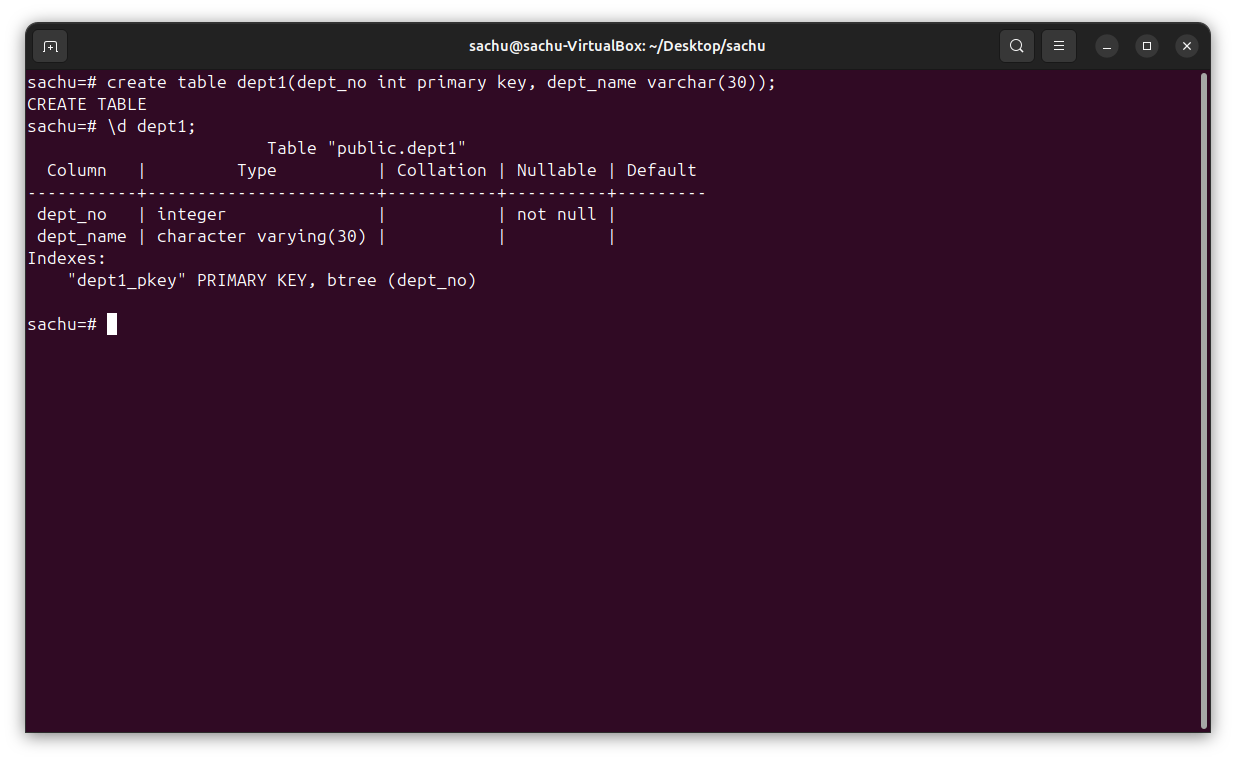 sachu@sachu-VirtualBox: ~/Desktop/sachu
sachu=# create table dept1(dept_no int primary key, dept_name varchar(30));
CREATE TABLE
sachu=# \d dept1;
                        Table "public.dept1"
  Column   |         Type          | Collation | Nullable | Default
-----------+-----------------------+-----------+----------+---------
 dept_no   | integer               |           | not null |
 dept_name | character varying(30) |           |          |
Indexes:
    "dept1_pkey" PRIMARY KEY, btree (dept_no)
sachu=#